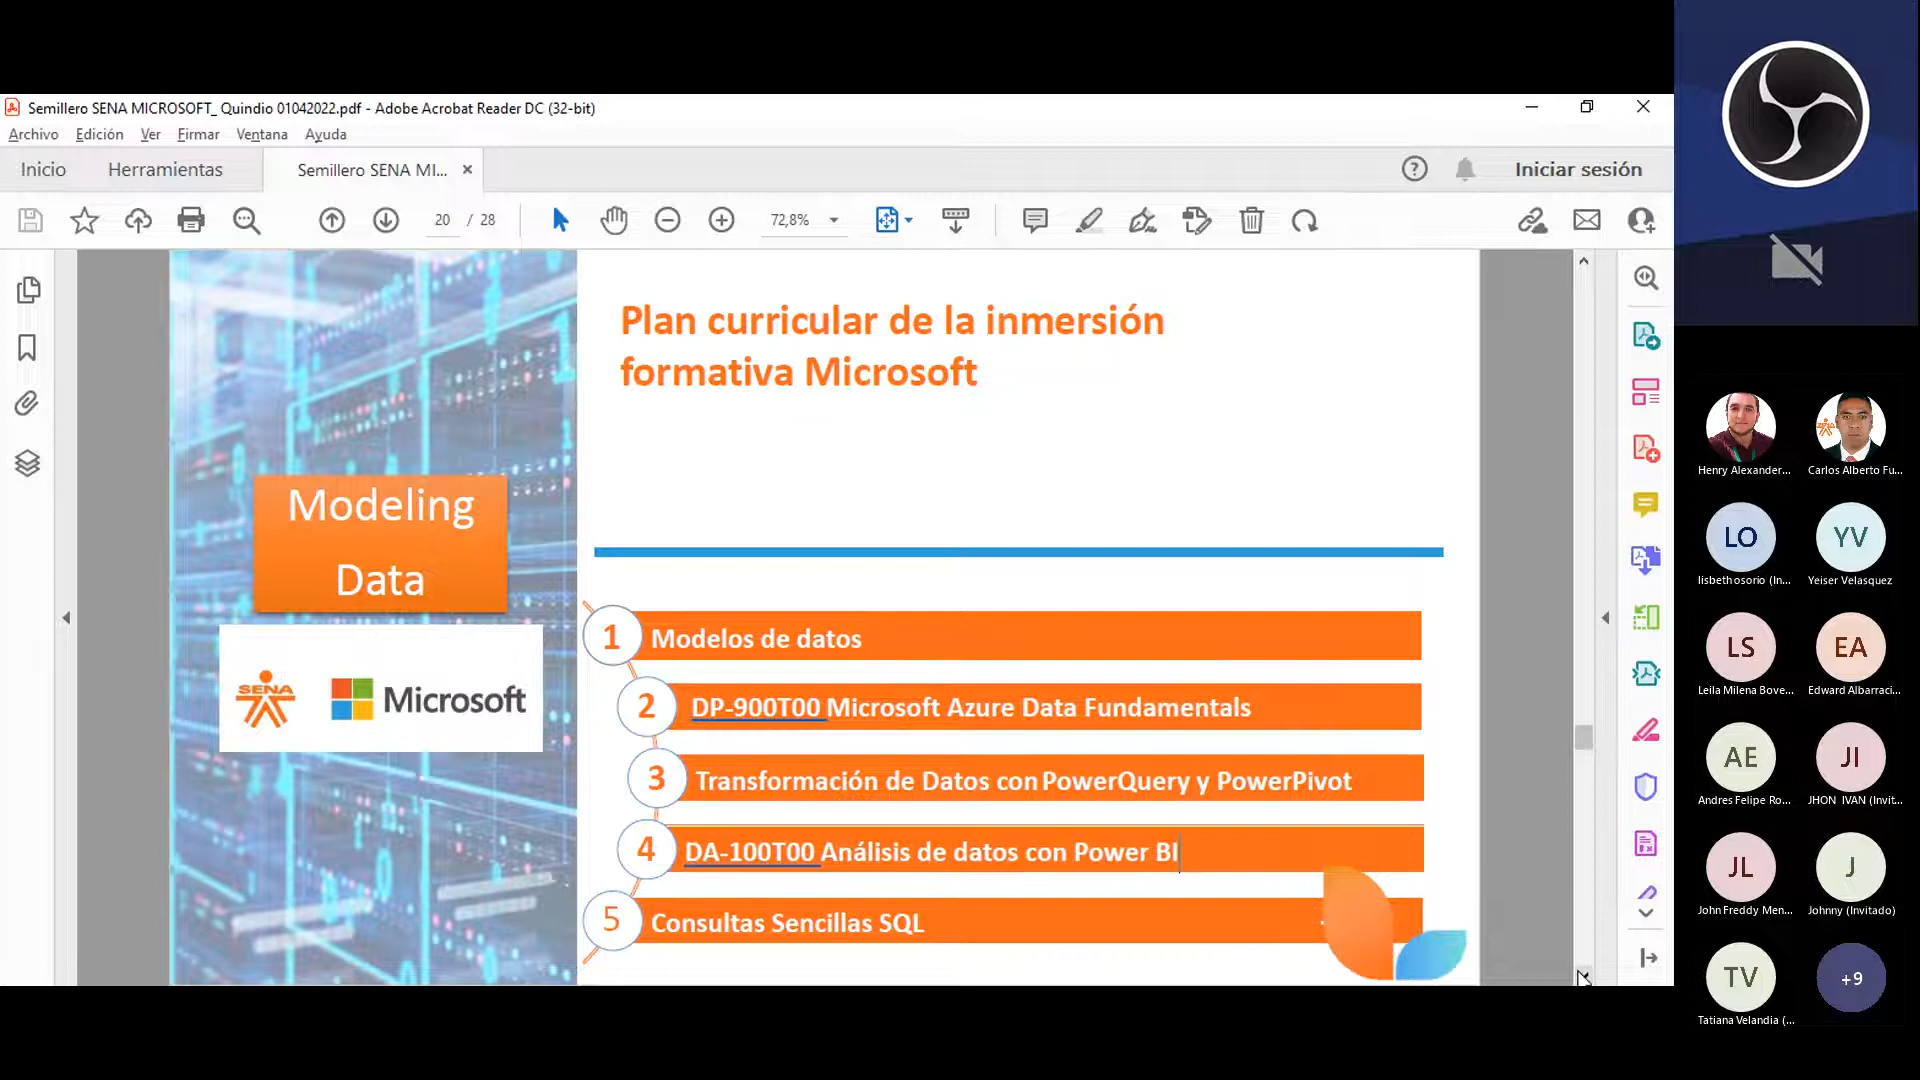 Semillero SENA MICROSOFT_ Quindio 01042022.pdf - Adobe Acrobat Reader DC (32-bit)
Archivo Edición Ver Firmar Ventana Ayuda
Inicio Herramientas Semillero SENA MI... Iniciar sesión
20 / 28 72,8%
Plan curricular de la inmersión
formativa Microsoft
Modeling
Data
SENA Microsoft
1 Modelos de datos
2 DP-900T00 Microsoft Azure Data Fundamentals
3 Transformación de Datos con PowerQuery y PowerPivot
4 DA-100T00 Análisis de datos con Power BI
5 Consultas Sencillas SQL
Henry Alexander... Carlos Alberto Fu...
LO YV
lisbeth osorio (In... Yeiser Velasquez
LS EA
Leila Milena Bove... Edward Albarraci...
AE JI
Andres Felipe Ro... JHON IVAN (Invit...
JL J
John Freddy Men... Johnny (Invitado)
TV +9
Tatiana Velandia (...